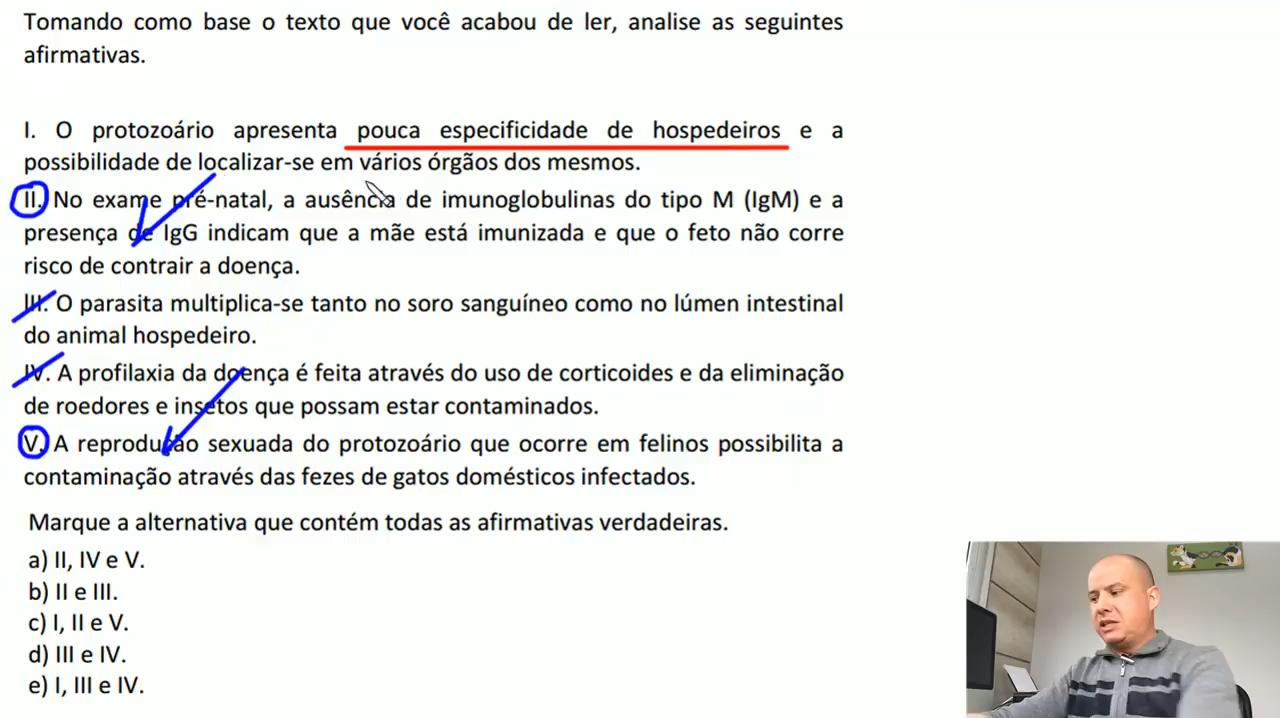 Tomando como base o texto que você acabou de ler, analise as seguintes
afirmativas.
I. O protozoário apresenta pouca especificidade de hospedeiros e a
possibilidade de localizar-se em vários órgãos dos mesmos.
II. No exame pré-natal, a ausência de imunoglobulinas do tipo M (IgM) e a
presença de IgG indicam que a mãe está imunizada e que o feto não corre
risco de contrair a doença.
III. O parasita multiplica-se tanto no soro sanguíneo como no lúmen intestinal
do animal hospedeiro.
IV. A profilaxia da doença é feita através do uso de corticoides e da eliminação
de roedores e insetos que possam estar contaminados.
V. A reprodução sexuada do protozoário que ocorre em felinos possibilita a
contaminação através das fezes de gatos domésticos infectados.
Marque a alternativa que contém todas as afirmativas verdadeiras.
a) II, IV e V.
b) II e III.
c) I, II e V.
d) III e IV.
e) I, III e IV.